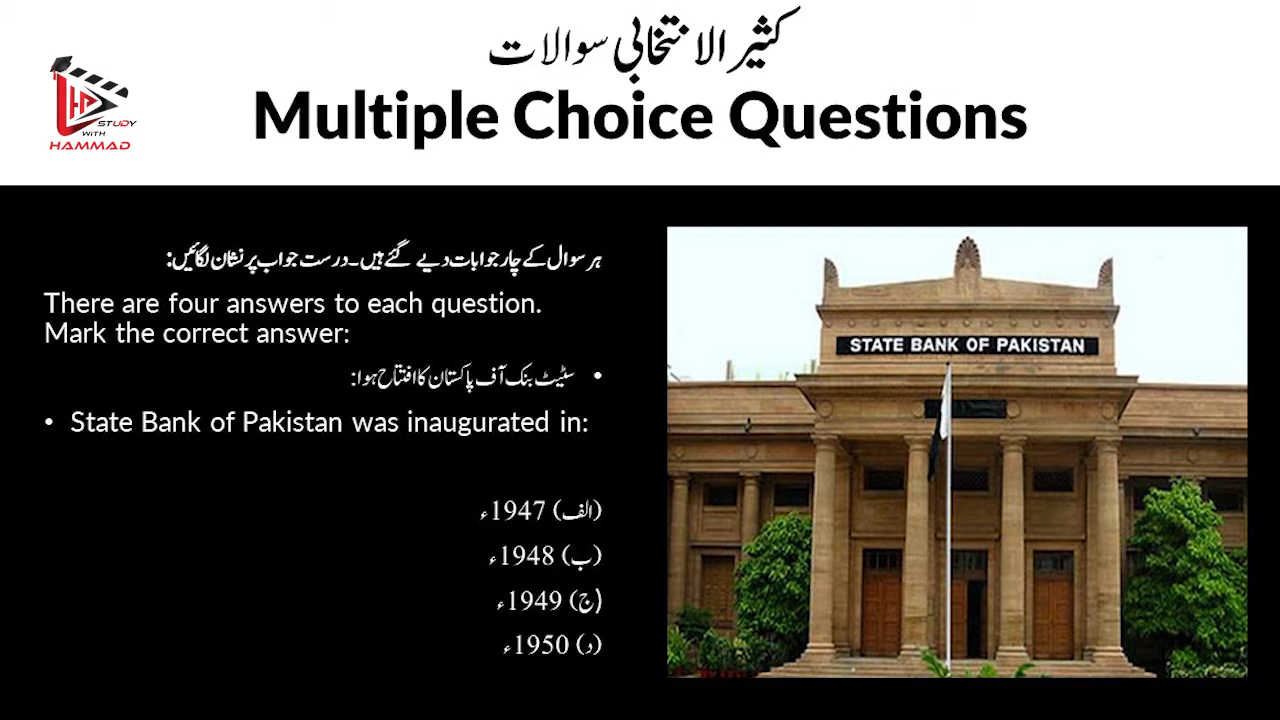 کثیر الانتخابی سوالات
Multiple Choice Questions
STUDY
WITH
HAMMAD
ہر سوال کے چار جوابات دیے گئے ہیں۔ درست جواب پر نشان لگائیں:
There are four answers to each question.
Mark the correct answer:
• سٹیٹ بنک آف پاکستان کا افتتاح ہوا:
• State Bank of Pakistan was inaugurated in:
(الف) 1947ء
(ب) 1948ء
(ج) 1949ء
(د) 1950ء
STATE BANK OF PAKISTAN